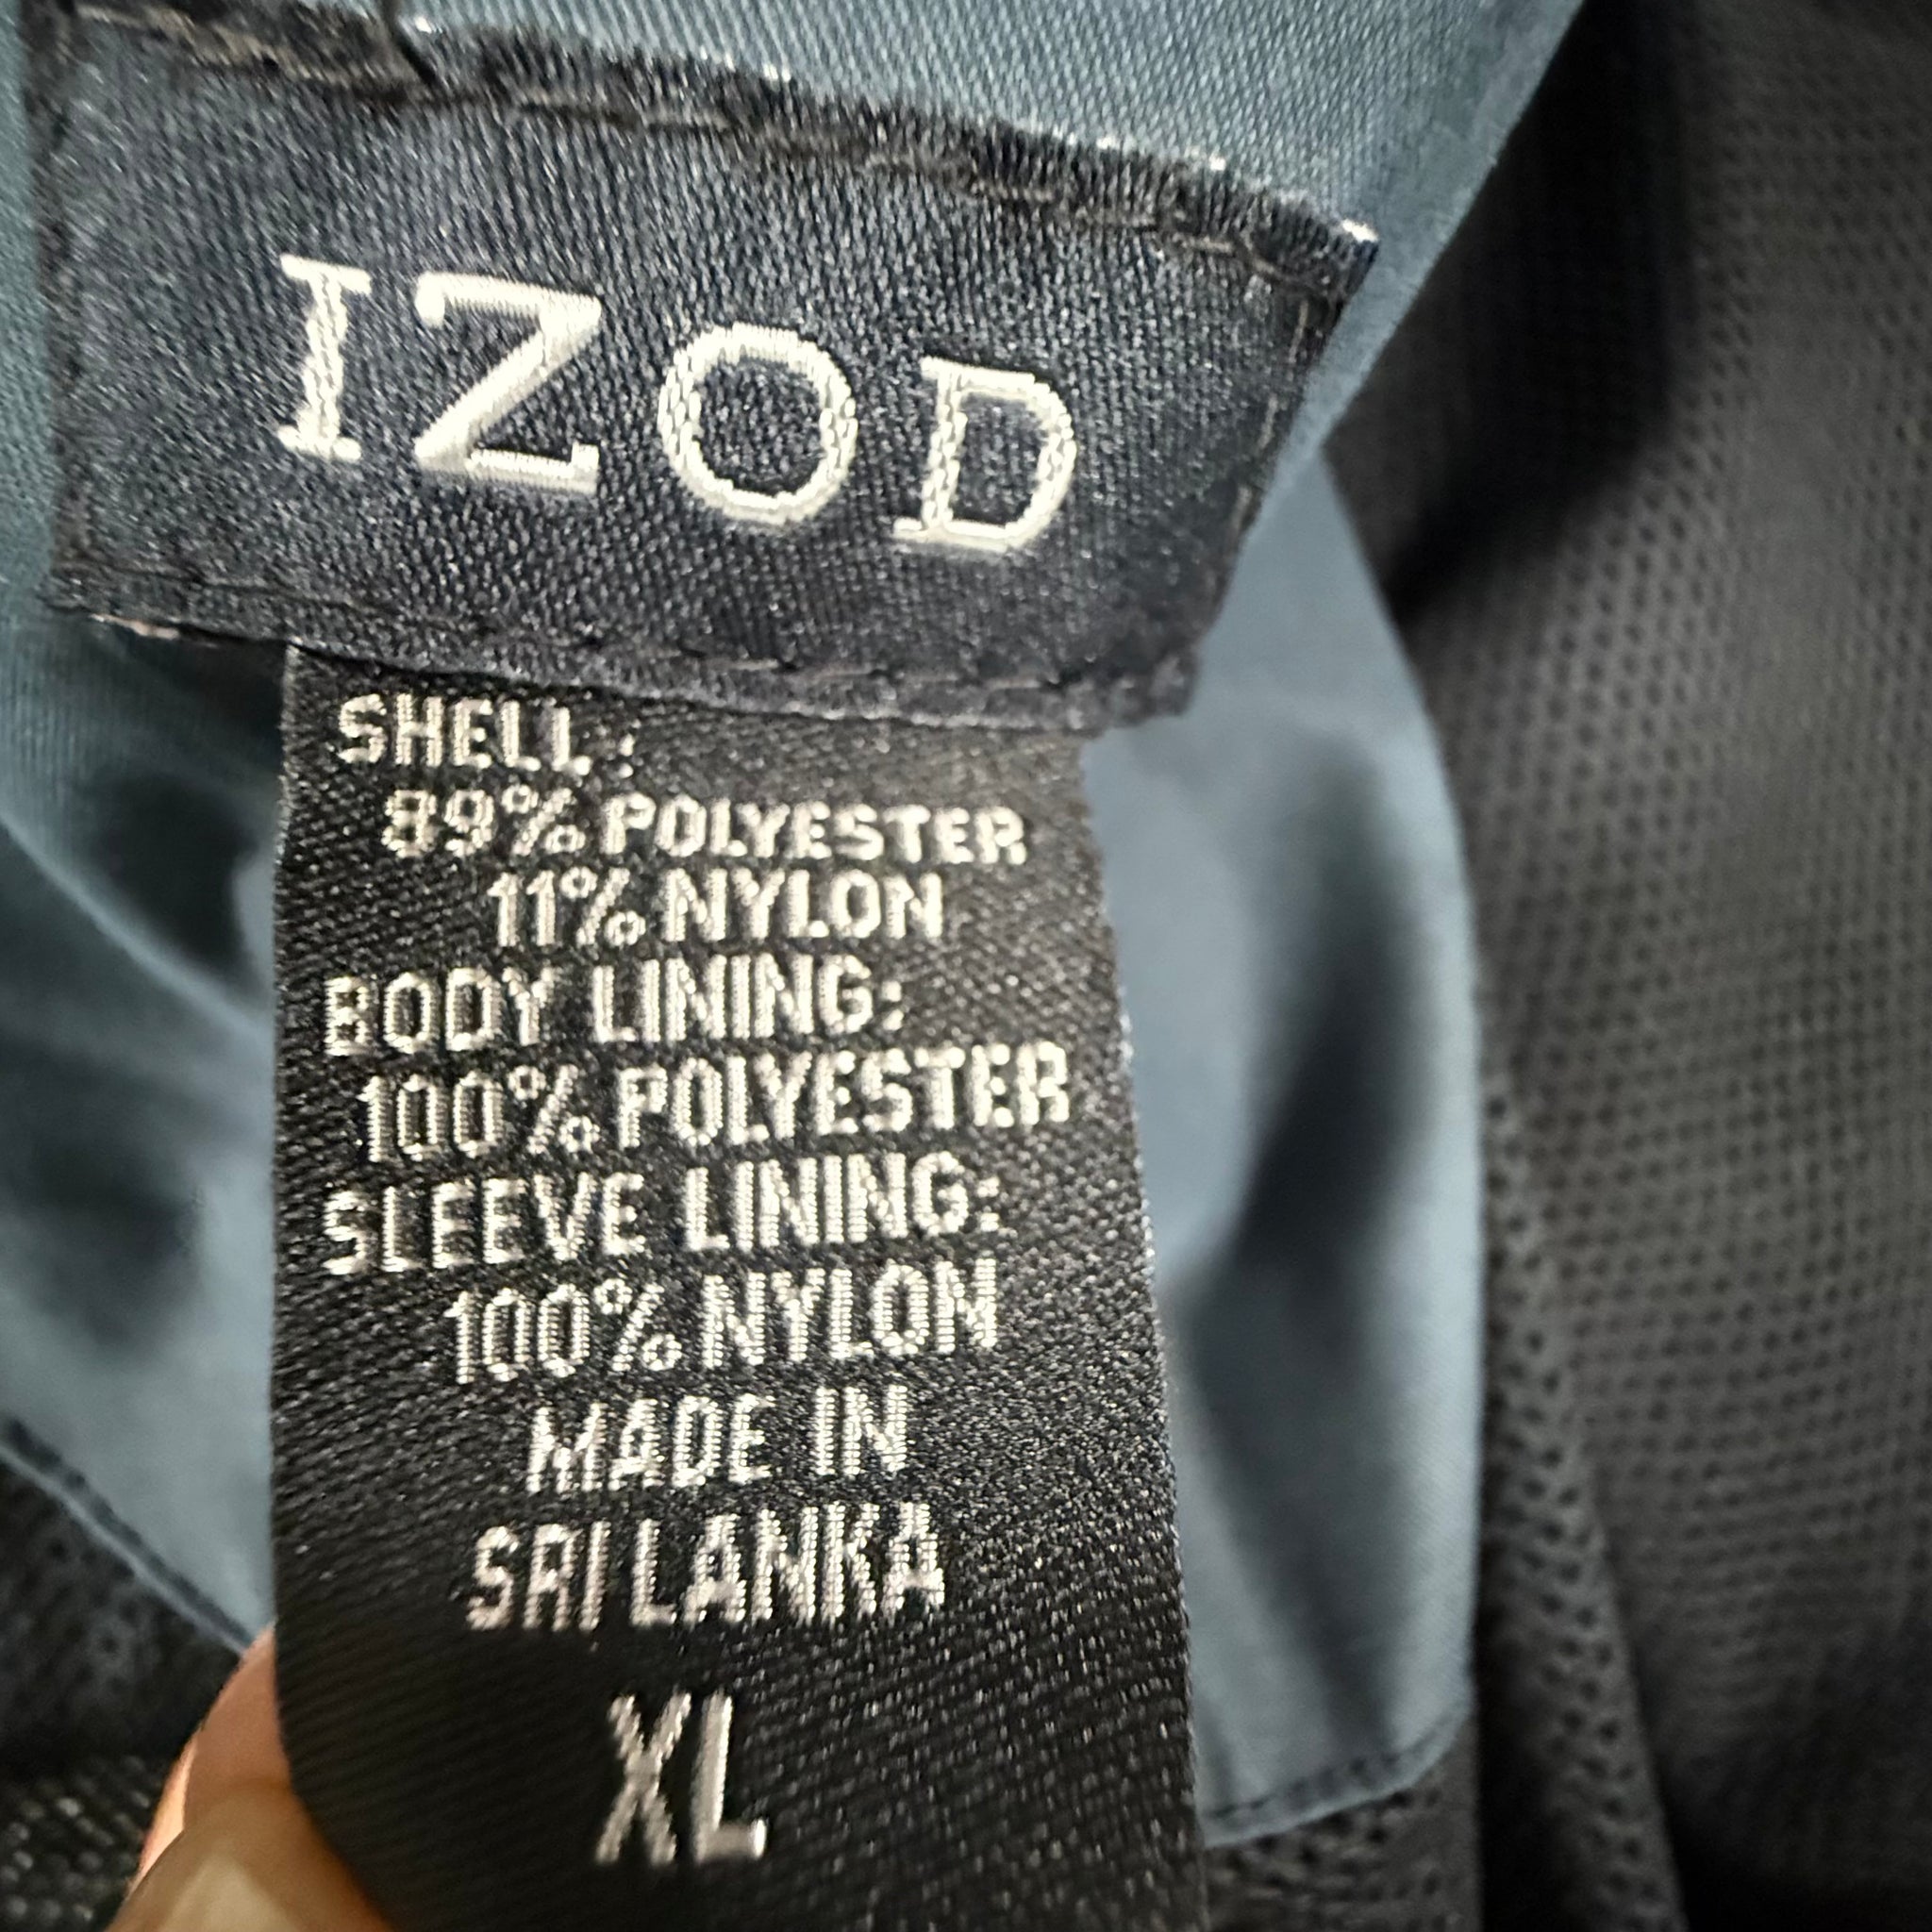 IZOD
SHELL:
89% POLYESTER
11% NYLON
BODY LINING:
100% POLYESTER
SLEEVE LINING:
100% NYLON
MADE IN
SRI LANKA
XL